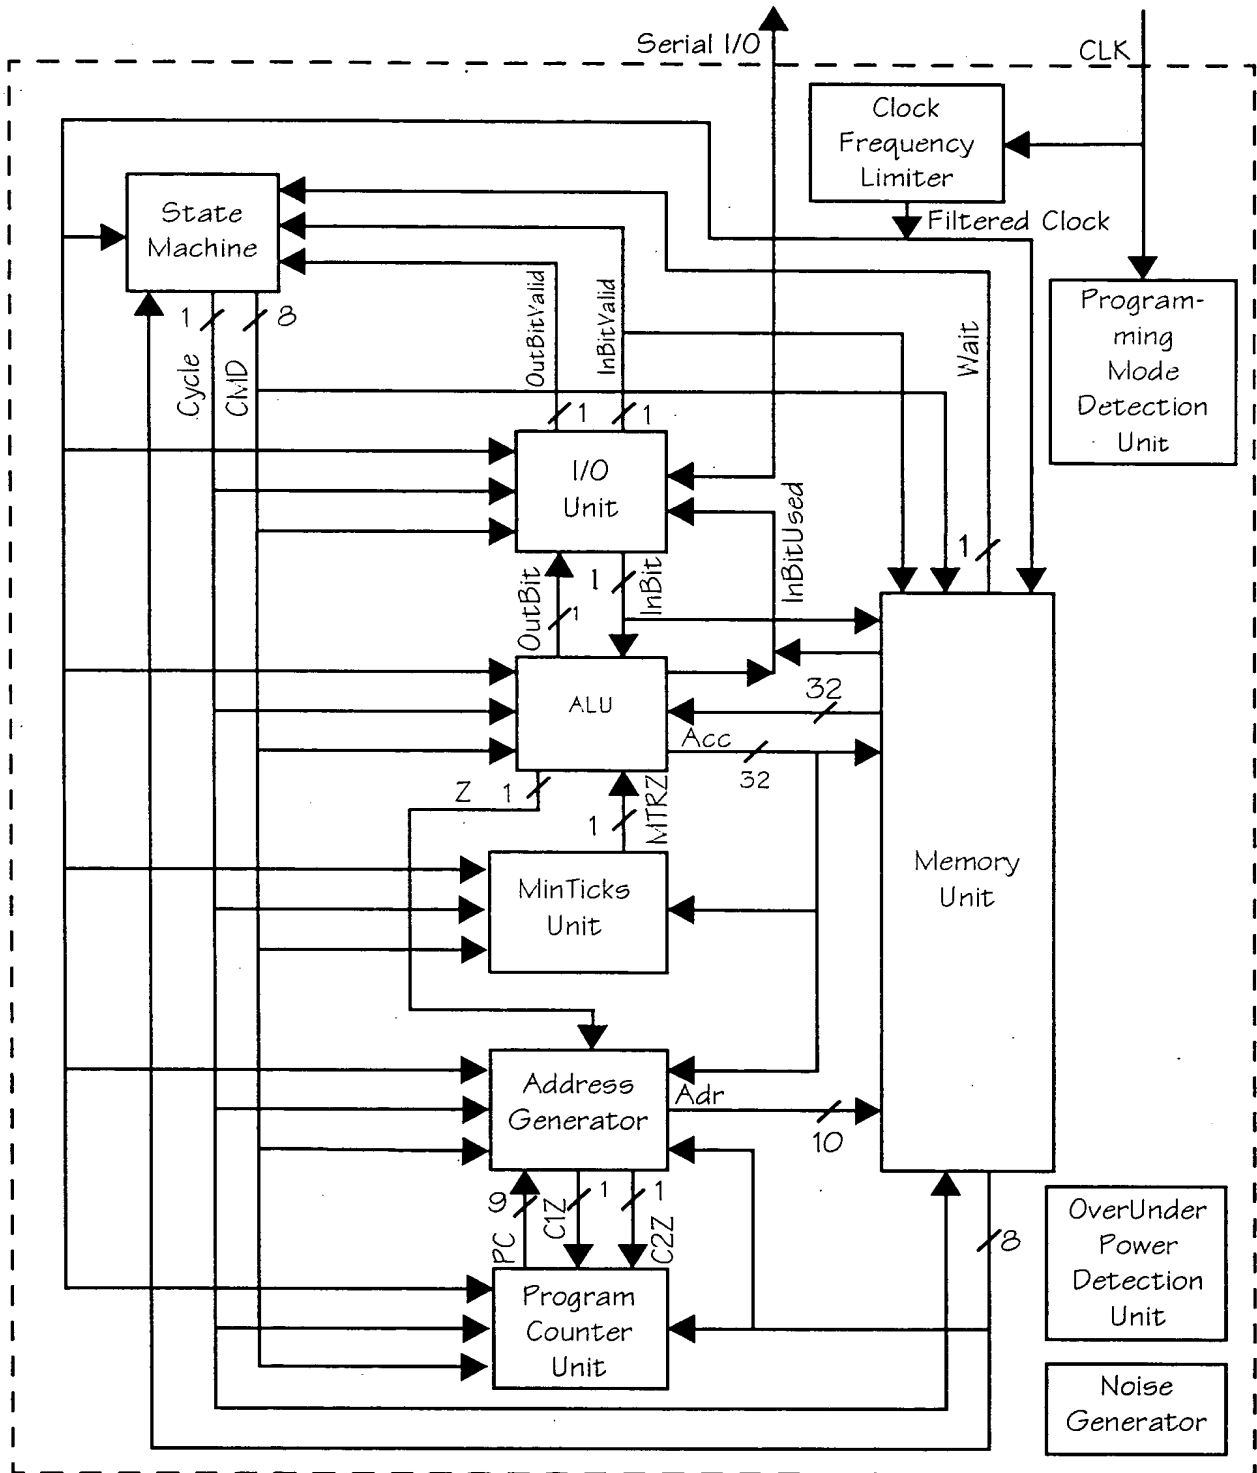 Serial I/O
CLK
Clock
Frequency
Limiter
Filtered Clock
State
Machine
Program-
ming
Mode
Detection
Unit
1
8
Cycle
CMD
OutBitValid
InBitValid
Wait
1
1
I/O
Unit
InBitUsed
1
OutBit
1
1
InBit
ALU
32
Acc
32
Z
1
1
MTRZ
MinTicks
Unit
Memory
Unit
Address
Generator
Adr
10
9
PC
C1Z
1
1
C2Z
8
Program
Counter
Unit
OverUnder
Power
Detection
Unit
Noise
Generator